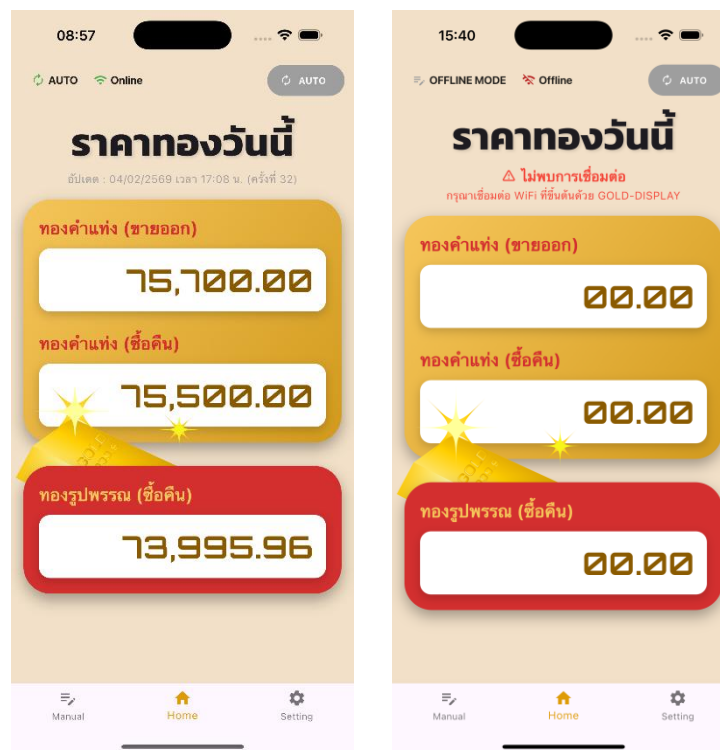 08:57
AUTO Online AUTO
ราคาทองวันนี้
อัปเดต : 04/02/2569 เวลา 17:08 น. (ครั้งที่ 32)
ทองคำแท่ง (ขายออก)
75,700.00
ทองคำแท่ง (ซื้อคืน)
75,500.00
ทองรูปพรรณ (ซื้อคืน)
73,995.96
Manual Home Setting
15:40
OFFLINE MODE Offline AUTO
ราคาทองวันนี้
ไม่พบการเชื่อมต่อ
กรุณาเชื่อมต่อ WiFi ที่ขึ้นต้นด้วย GOLD-DISPLAY
ทองคำแท่ง (ขายออก)
00.00
ทองคำแท่ง (ซื้อคืน)
00.00
ทองรูปพรรณ (ซื้อคืน)
00.00
Manual Home Setting